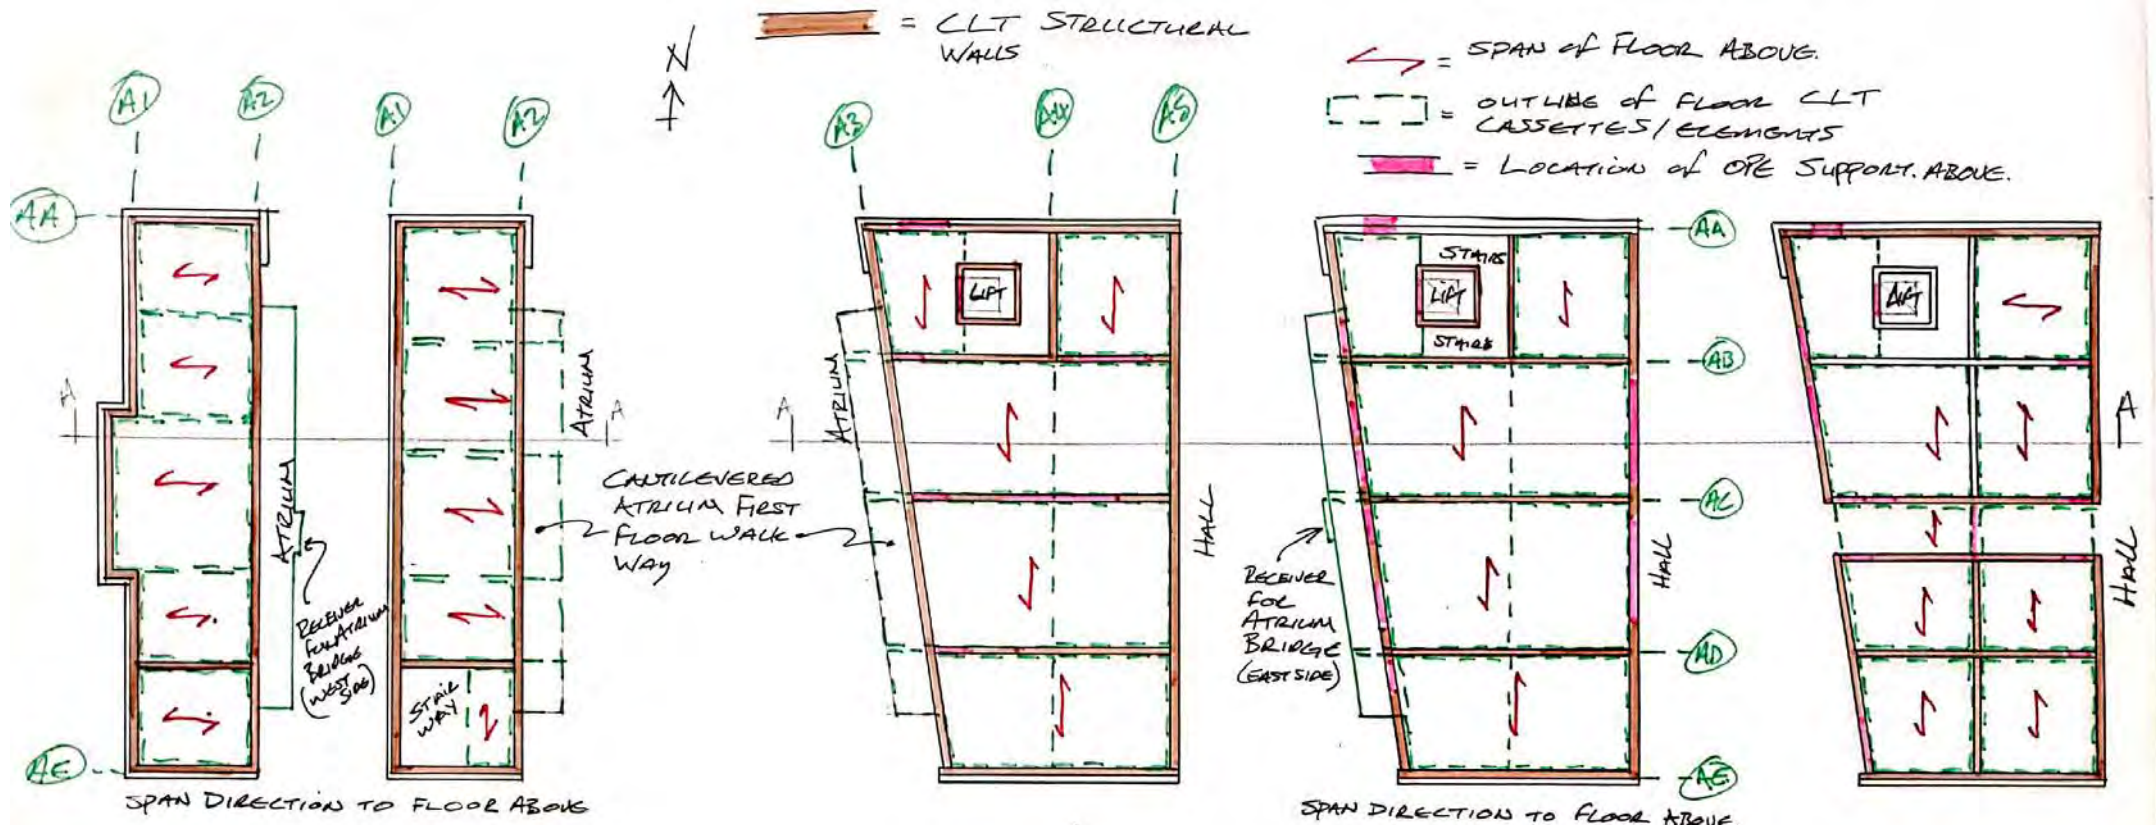 = CLT STRUCTURAL
WALLS
N
= SPAN of FLOOR ABOVE.
= OUTLINE of FLOOR CLT
CASSETTES/ELEMENTS
= LOCATION of OPE SUPPORT. ABOVE.
A1
A2
A1
A2
A3
A4
A5
AA
AA
LIFT
STAIRS
LIFT
STAIRS
LIFT
AB
A
A
A
A
ATRIUM
ATRIUM
ATRIUM
CANTILEVERED
ATRIUM FIRST
FLOOR WALK
WAY
HALL
AC
RECEIVER
FOR ATRIUM
BRIDGE
(WEST
SIDE)
RECEIVER
FOR
ATRIUM
BRIDGE
(EAST SIDE)
HALL
HALL
AD
STAIR
WAY
AE
AE
SPAN DIRECTION TO FLOOR ABOVE
SPAN DIRECTION TO FLOOR ABOVE